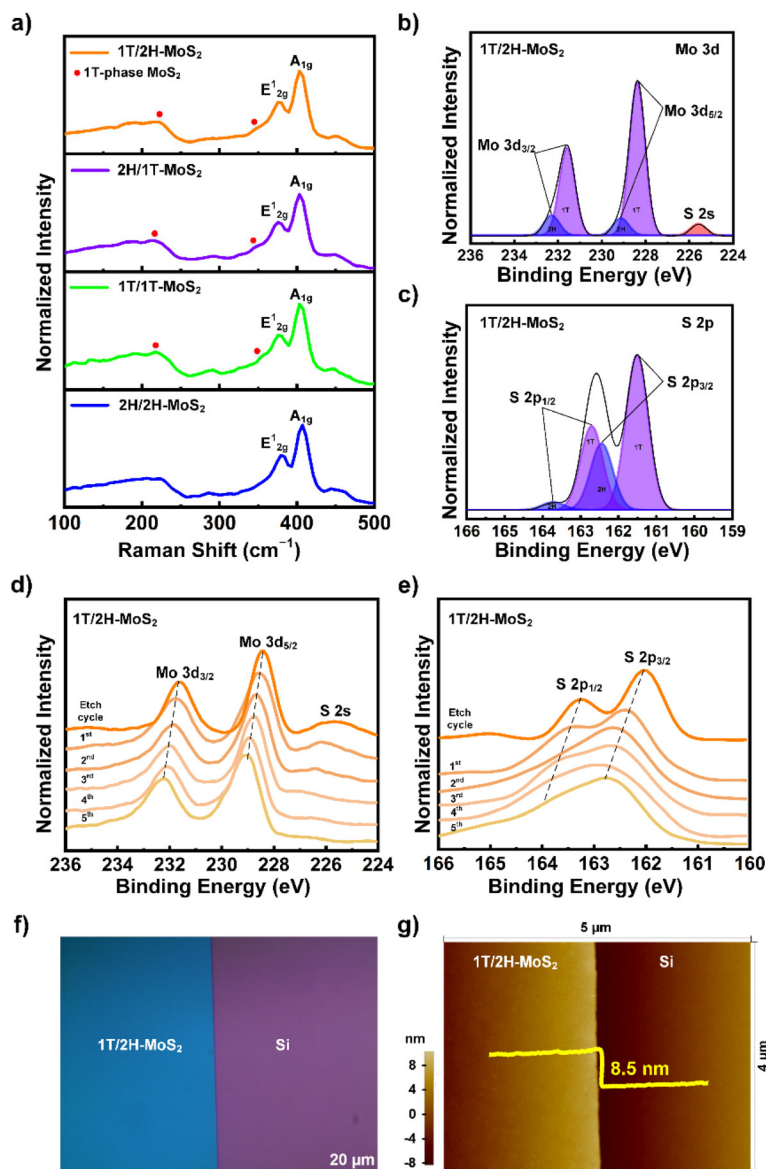 a)
1T/2H-MoS₂
1T-phase MoS₂
E¹₂g
A₁g
2H/1T-MoS₂
E¹₂g
A₁g
1T/1T-MoS₂
E¹₂g
A₁g
2H/2H-MoS₂
E¹₂g
A₁g
Normalized Intensity
100 200 300 400 500
Raman Shift (cm⁻¹)
b)
1T/2H-MoS₂
Mo 3d
Mo 3d₅/₂
Mo 3d₃/₂
S 2s
2H 1T 2H 1T
Normalized Intensity
236 234 232 230 228 226 224
Binding Energy (eV)
c)
1T/2H-MoS₂
S 2p
S 2p₃/₂
S 2p₁/₂
1T
1T
2H
2H
Normalized Intensity
166 165 164 163 162 161 160 159
Binding Energy (eV)
d)
1T/2H-MoS₂
Mo 3d₅/₂
Mo 3d₃/₂
S 2s
Etch
cycle
1ˢᵗ
2ⁿᵈ
3ʳᵈ
4ᵗʰ
5ᵗʰ
Normalized Intensity
236 234 232 230 228 226 224
Binding Energy (eV)
e)
1T/2H-MoS₂
S 2p₃/₂
S 2p₁/₂
Etch
cycle
1ˢᵗ
2ⁿᵈ
3ʳᵈ
4ᵗʰ
5ᵗʰ
Normalized Intensity
166 165 164 163 162 161 160
Binding Energy (eV)
f)
1T/2H-MoS₂
Si
20 µm
g)
5 µm
1T/2H-MoS₂
Si
8.5 nm
4 µm
nm
8
4
0
-4
-8